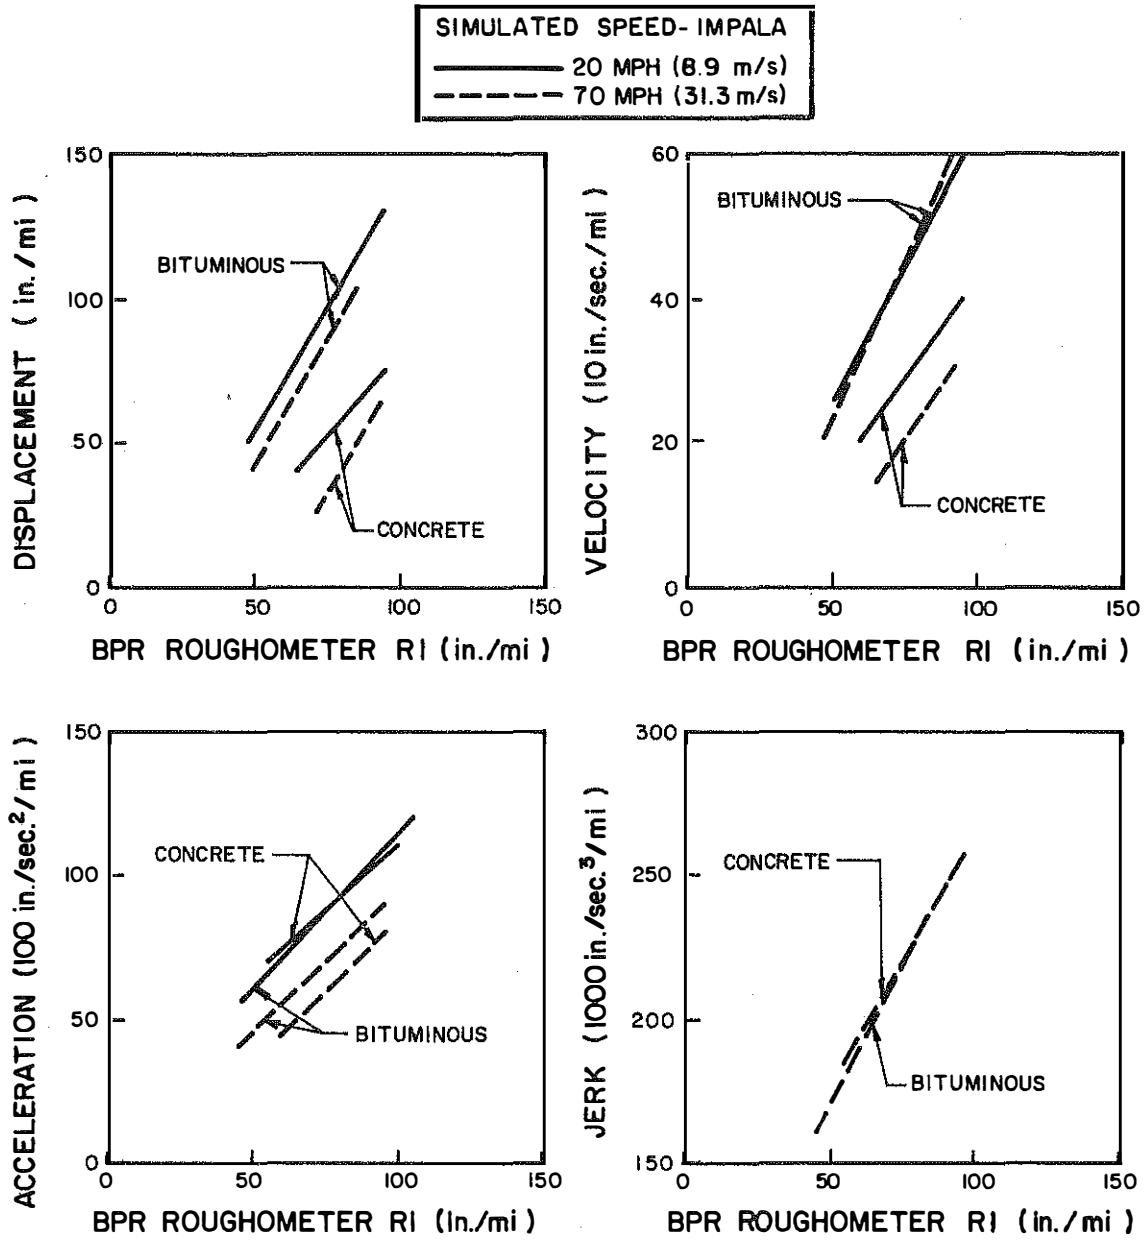 SIMULATED SPEED-IMPALA
20 MPH (8.9 m/s)
70 MPH (31.3 m/s)
DISPLACEMENT (in./mi)
150
100
50
0
BITUMINOUS
CONCRETE
0 50 100 150
BPR ROUGHOMETER RI (in./mi)
VELOCITY (10 in./sec./mi)
60
40
20
0
BITUMINOUS
CONCRETE
0 50 100 150
BPR ROUGHOMETER RI (in./mi)
ACCELERATION (100 in./sec.²/mi)
150
100
50
0
CONCRETE
BITUMINOUS
0 50 100 150
BPR ROUGHOMETER RI (in./mi)
JERK (1000 in./sec.³/mi)
300
250
200
150
CONCRETE
BITUMINOUS
0 50 100 150
BPR ROUGHOMETER RI (in./mi)